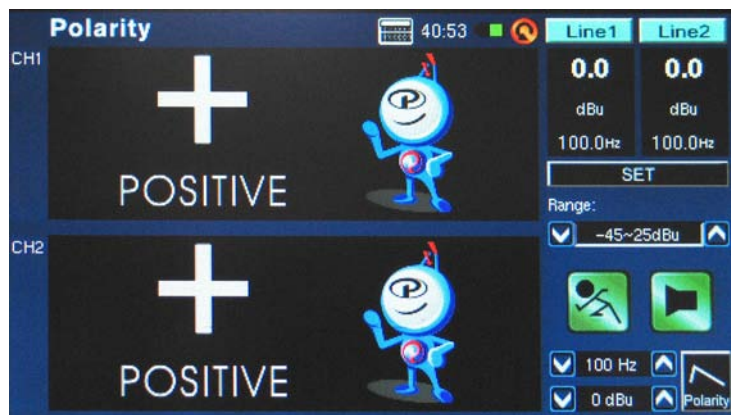 Polarity
40:53
Line1 Line2
CH1
POSITIVE
0.0 0.0
dBu dBu
100.0Hz 100.0Hz
SET
Range:
-45~25dBu
CH2
POSITIVE
100 Hz
0 dBu
Polarity